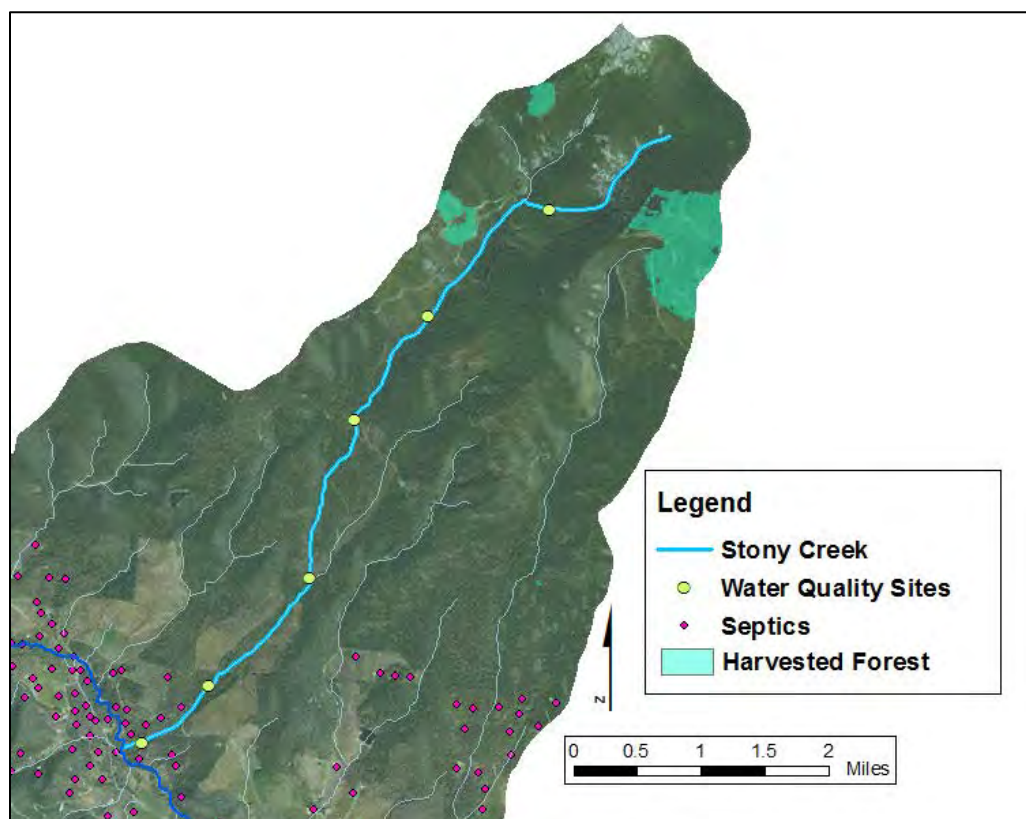 Legend
Stony Creek
Water Quality Sites
Septics
Harvested Forest
N
0 0.5 1 1.5 2
Miles